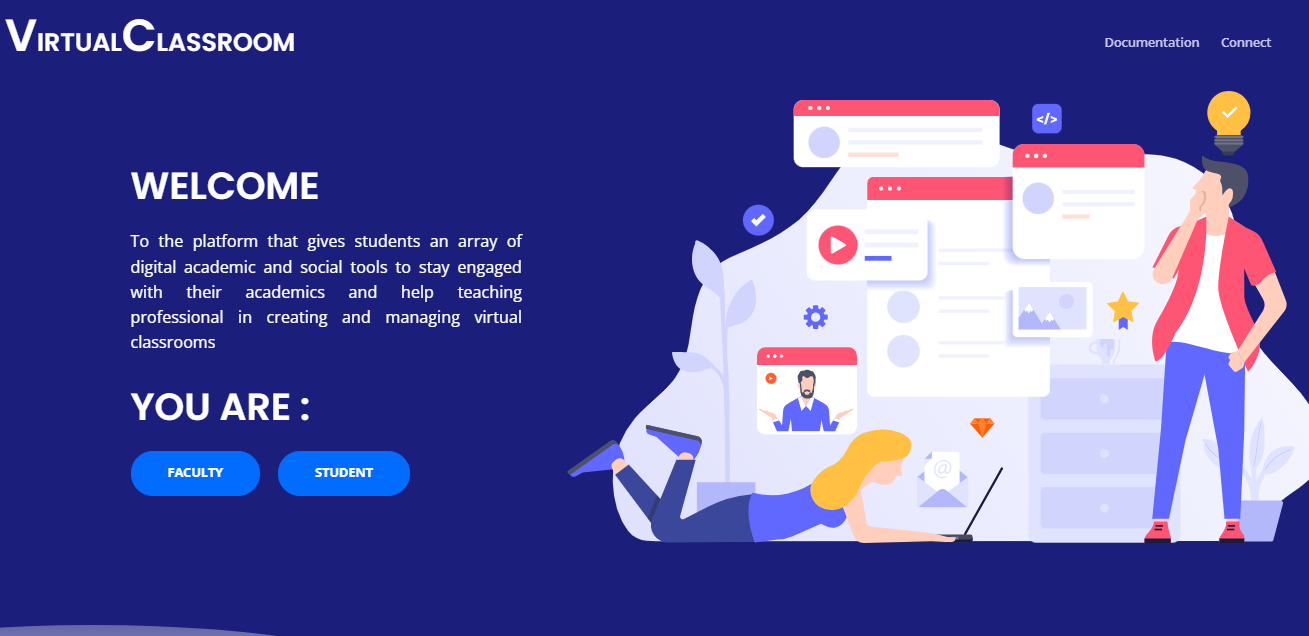 VIRTUALCLASSROOM
Documentation Connect
</>
WELCOME
To the platform that gives students an array of
digital academic and social tools to stay engaged
with their academics and help teaching
professional in creating and managing virtual
classrooms
YOU ARE :
FACULTY STUDENT
@